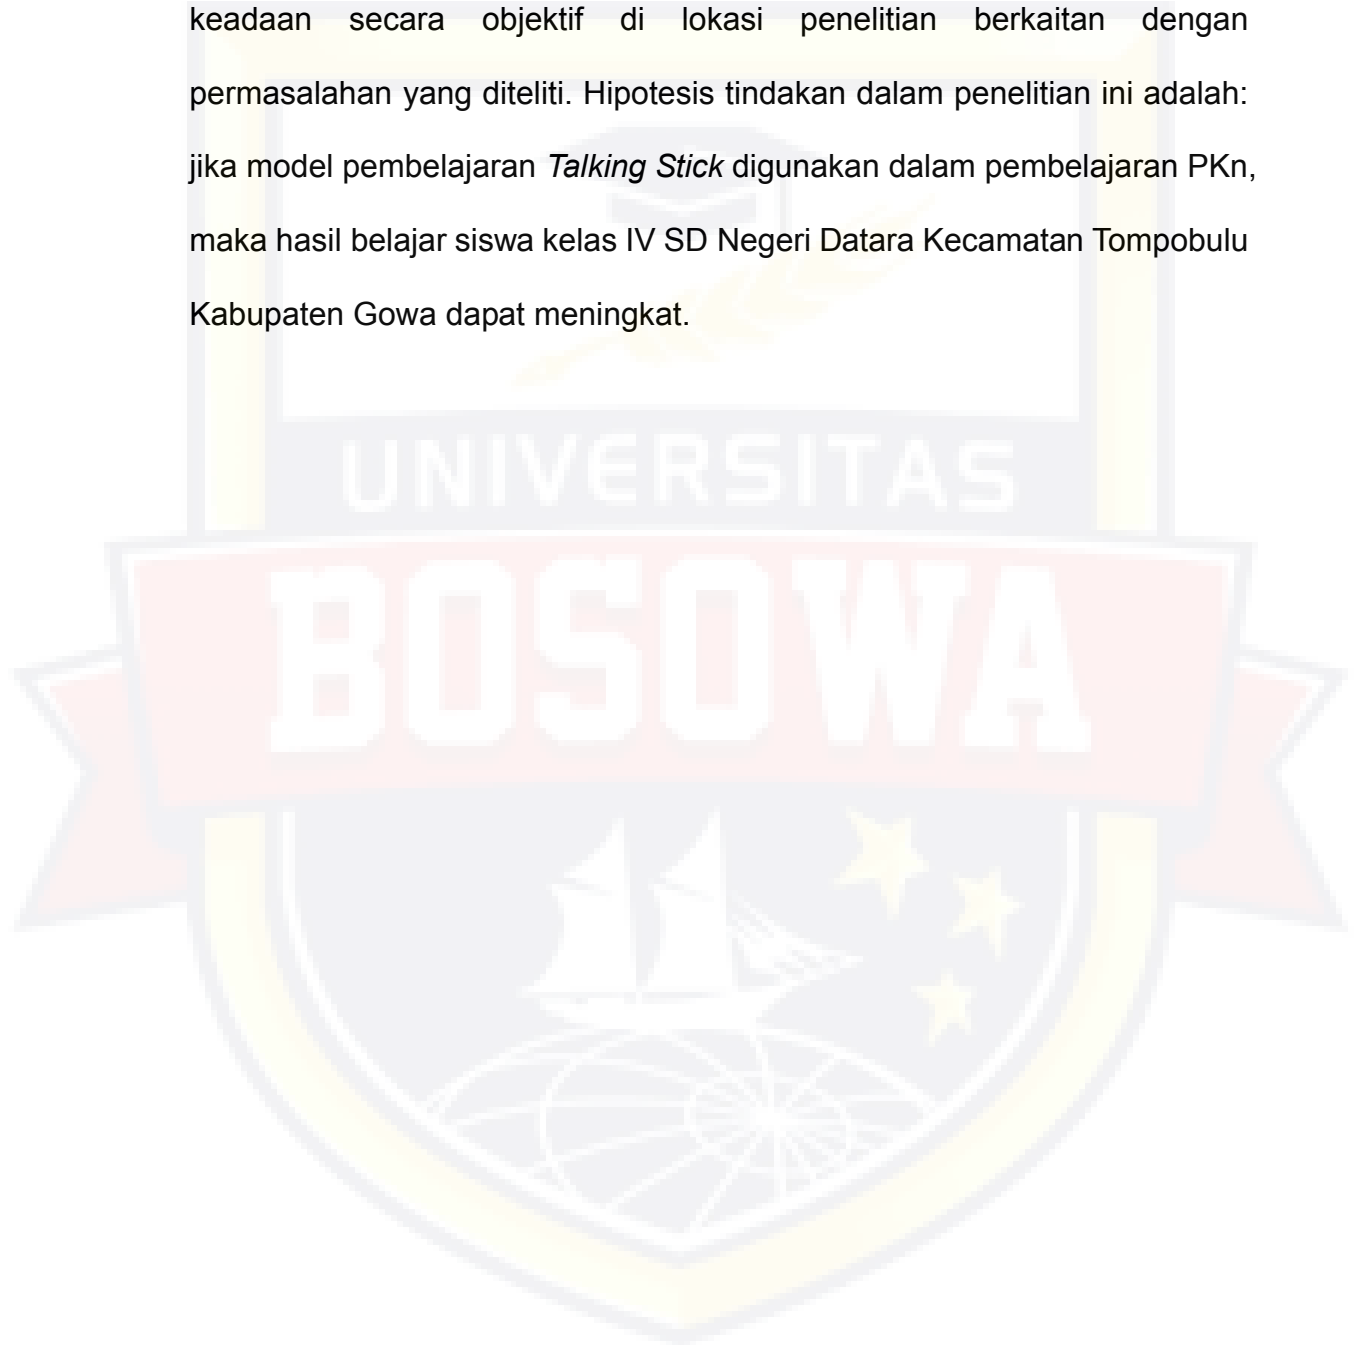 keadaan secara objektif di lokasi penelitian berkaitan dengan
permasalahan yang diteliti. Hipotesis tindakan dalam penelitian ini adalah:
jika model pembelajaran Talking Stick digunakan dalam pembelajaran PKn,
maka hasil belajar siswa kelas IV SD Negeri Datara Kecamatan Tompobulu
Kabupaten Gowa dapat meningkat.
UNIVERSITAS
BOSOWA